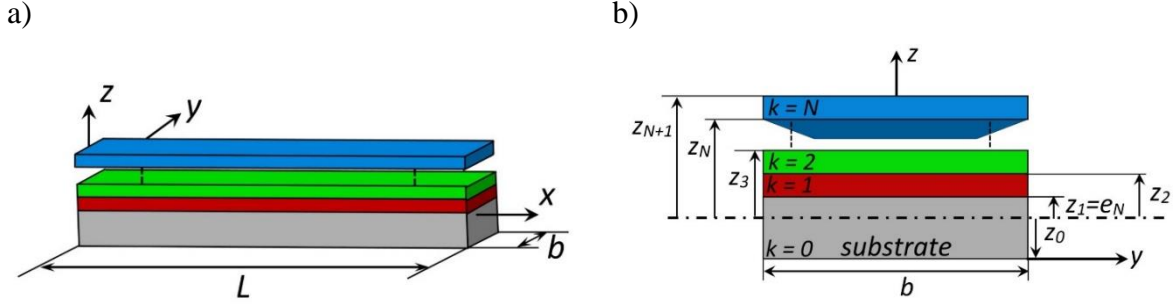 a)
z
y
x
b
L
b)
z
k = N
z_{N+1}
z_N
k = 2
z_3
k = 1
z_2
z_1=e_N
z_0
k = 0
substrate
y
b